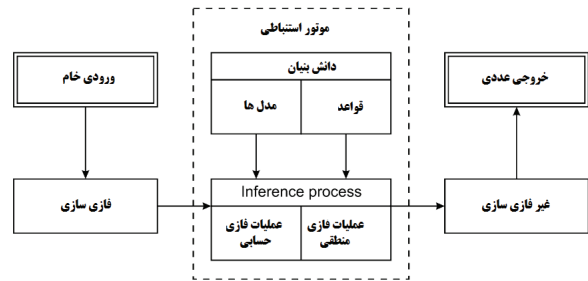 موتور استنباطی
ورودی خام
دانش بنیان
مدل ها
قواعد
خروجی عددی
فازی سازی
Inference process
عملیات فازی
حسابی
عملیات فازی
منطقی
غیر فازی سازی